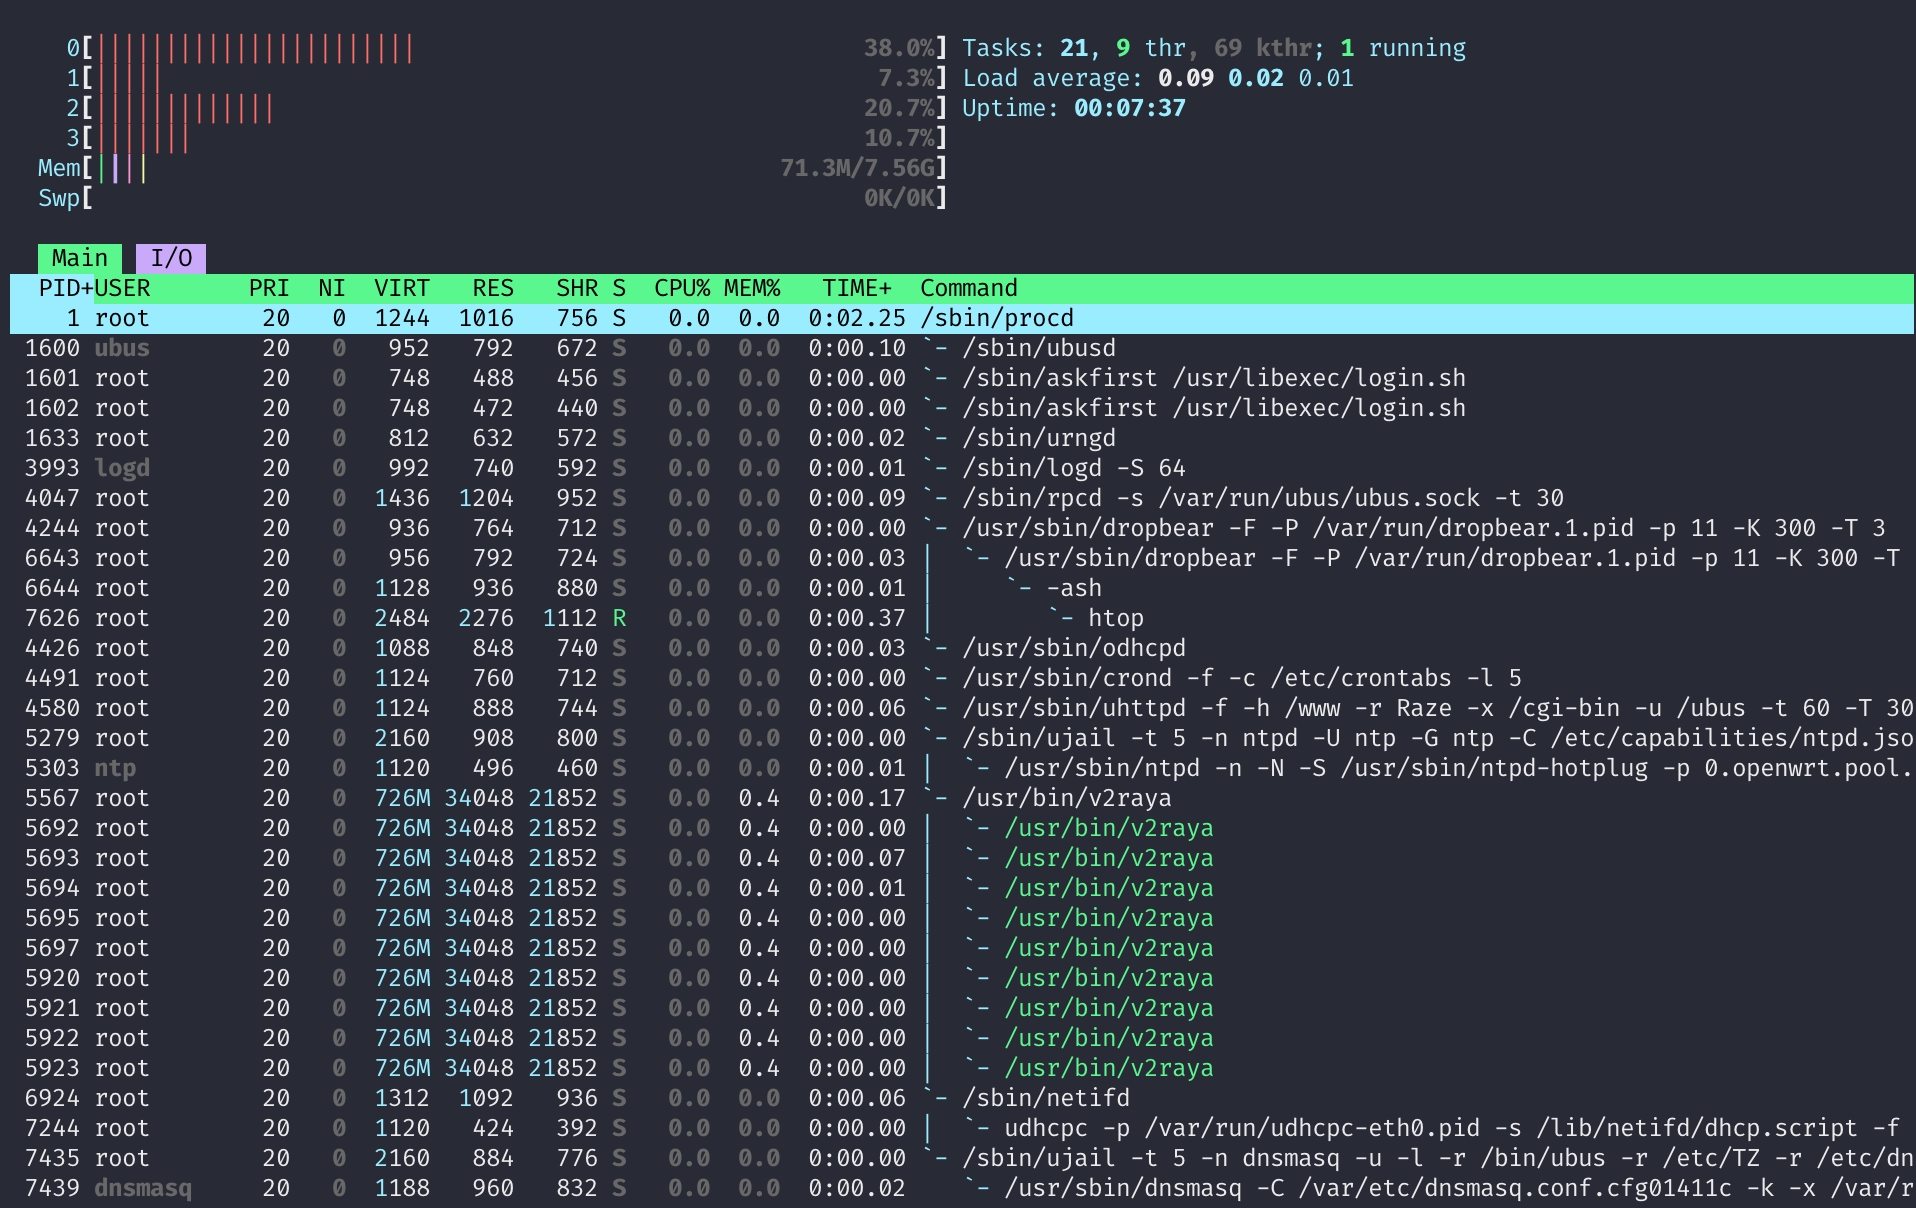 0[||||||||||||||||||||||| 38.0%] Tasks: 21, 9 thr, 69 kthr; 1 running
1[||||| 7.3%] Load average: 0.09 0.02 0.01
2[||||||||||||| 20.7%] Uptime: 00:07:37
3[||||||| 10.7%]
Mem[|||| 71.3M/7.56G]
Swp[ 0K/0K]
Main I/O
PID+USER PRI NI VIRT RES SHR S CPU% MEM% TIME+ Command
1 root 20 0 1244 1016 756 S 0.0 0.0 0:02.25 /sbin/procd
1600 ubus 20 0 952 792 672 S 0.0 0.0 0:00.10 `- /sbin/ubusd
1601 root 20 0 748 488 456 S 0.0 0.0 0:00.00 `- /sbin/askfirst /usr/libexec/login.sh
1602 root 20 0 748 472 440 S 0.0 0.0 0:00.00 `- /sbin/askfirst /usr/libexec/login.sh
1633 root 20 0 812 632 572 S 0.0 0.0 0:00.02 `- /sbin/urngd
3993 logd 20 0 992 740 592 S 0.0 0.0 0:00.01 `- /sbin/logd -S 64
4047 root 20 0 1436 1204 952 S 0.0 0.0 0:00.09 `- /sbin/rpcd -s /var/run/ubus/ubus.sock -t 30
4244 root 20 0 936 764 712 S 0.0 0.0 0:00.00 `- /usr/sbin/dropbear -F -P /var/run/dropbear.1.pid -p 11 -K 300 -T 3
6643 root 20 0 956 792 724 S 0.0 0.0 0:00.03 | `- /usr/sbin/dropbear -F -P /var/run/dropbear.1.pid -p 11 -K 300 -T
6644 root 20 0 1128 936 880 S 0.0 0.0 0:00.01 | `- -ash
7626 root 20 0 2484 2276 1112 R 0.0 0.0 0:00.37 | `- htop
4426 root 20 0 1088 848 740 S 0.0 0.0 0:00.03 `- /usr/sbin/odhcpd
4491 root 20 0 1124 760 712 S 0.0 0.0 0:00.00 `- /usr/sbin/crond -f -c /etc/crontabs -l 5
4580 root 20 0 1124 888 744 S 0.0 0.0 0:00.06 `- /usr/sbin/uhttpd -f -h /www -r Raze -x /cgi-bin -u /ubus -t 60 -T 30
5279 root 20 0 2160 908 800 S 0.0 0.0 0:00.00 `- /sbin/ujail -t 5 -n ntpd -U ntp -G ntp -C /etc/capabilities/ntpd.jso
5303 ntp 20 0 1120 496 460 S 0.0 0.0 0:00.01 | `- /usr/sbin/ntpd -n -N -S /usr/sbin/ntpd-hotplug -p 0.openwrt.pool.
5567 root 20 0 726M 34048 21852 S 0.0 0.4 0:00.17 `- /usr/bin/v2raya
5692 root 20 0 726M 34048 21852 S 0.0 0.4 0:00.00 | `- /usr/bin/v2raya
5693 root 20 0 726M 34048 21852 S 0.0 0.4 0:00.07 | `- /usr/bin/v2raya
5694 root 20 0 726M 34048 21852 S 0.0 0.4 0:00.01 | `- /usr/bin/v2raya
5695 root 20 0 726M 34048 21852 S 0.0 0.4 0:00.00 | `- /usr/bin/v2raya
5697 root 20 0 726M 34048 21852 S 0.0 0.4 0:00.00 | `- /usr/bin/v2raya
5920 root 20 0 726M 34048 21852 S 0.0 0.4 0:00.00 | `- /usr/bin/v2raya
5921 root 20 0 726M 34048 21852 S 0.0 0.4 0:00.00 | `- /usr/bin/v2raya
5922 root 20 0 726M 34048 21852 S 0.0 0.4 0:00.00 | `- /usr/bin/v2raya
5923 root 20 0 726M 34048 21852 S 0.0 0.4 0:00.00 | `- /usr/bin/v2raya
6924 root 20 0 1312 1092 936 S 0.0 0.0 0:00.06 `- /sbin/netifd
7244 root 20 0 1120 424 392 S 0.0 0.0 0:00.00 | `- udhcpc -p /var/run/udhcpc-eth0.pid -s /lib/netifd/dhcp.script -f
7435 root 20 0 2160 884 776 S 0.0 0.0 0:00.00 `- /sbin/ujail -t 5 -n dnsmasq -u -l -r /bin/ubus -r /etc/TZ -r /etc/dn
7439 dnsmasq 20 0 1188 960 832 S 0.0 0.0 0:00.02 `- /usr/sbin/dnsmasq -C /var/etc/dnsmasq.conf.cfg01411c -k -x /var/r